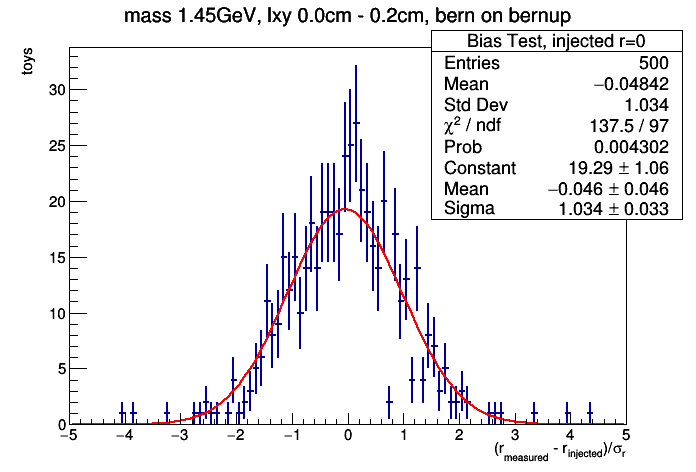 mass 1.45GeV, lxy 0.0cm - 0.2cm, bern on bernup
Bias Test, injected r=0
Entries 500
Mean −0.04842
Std Dev 1.034
χ² / ndf 137.5 / 97
Prob 0.004302
Constant 19.29 ± 1.06
Mean −0.046 ± 0.046
Sigma 1.034 ± 0.033
toys
30
25
20
15
10
5
0
−5 −4 −3 −2 −1 0 1 2 3 4 5
(r_measured - r_injected)/σ_r